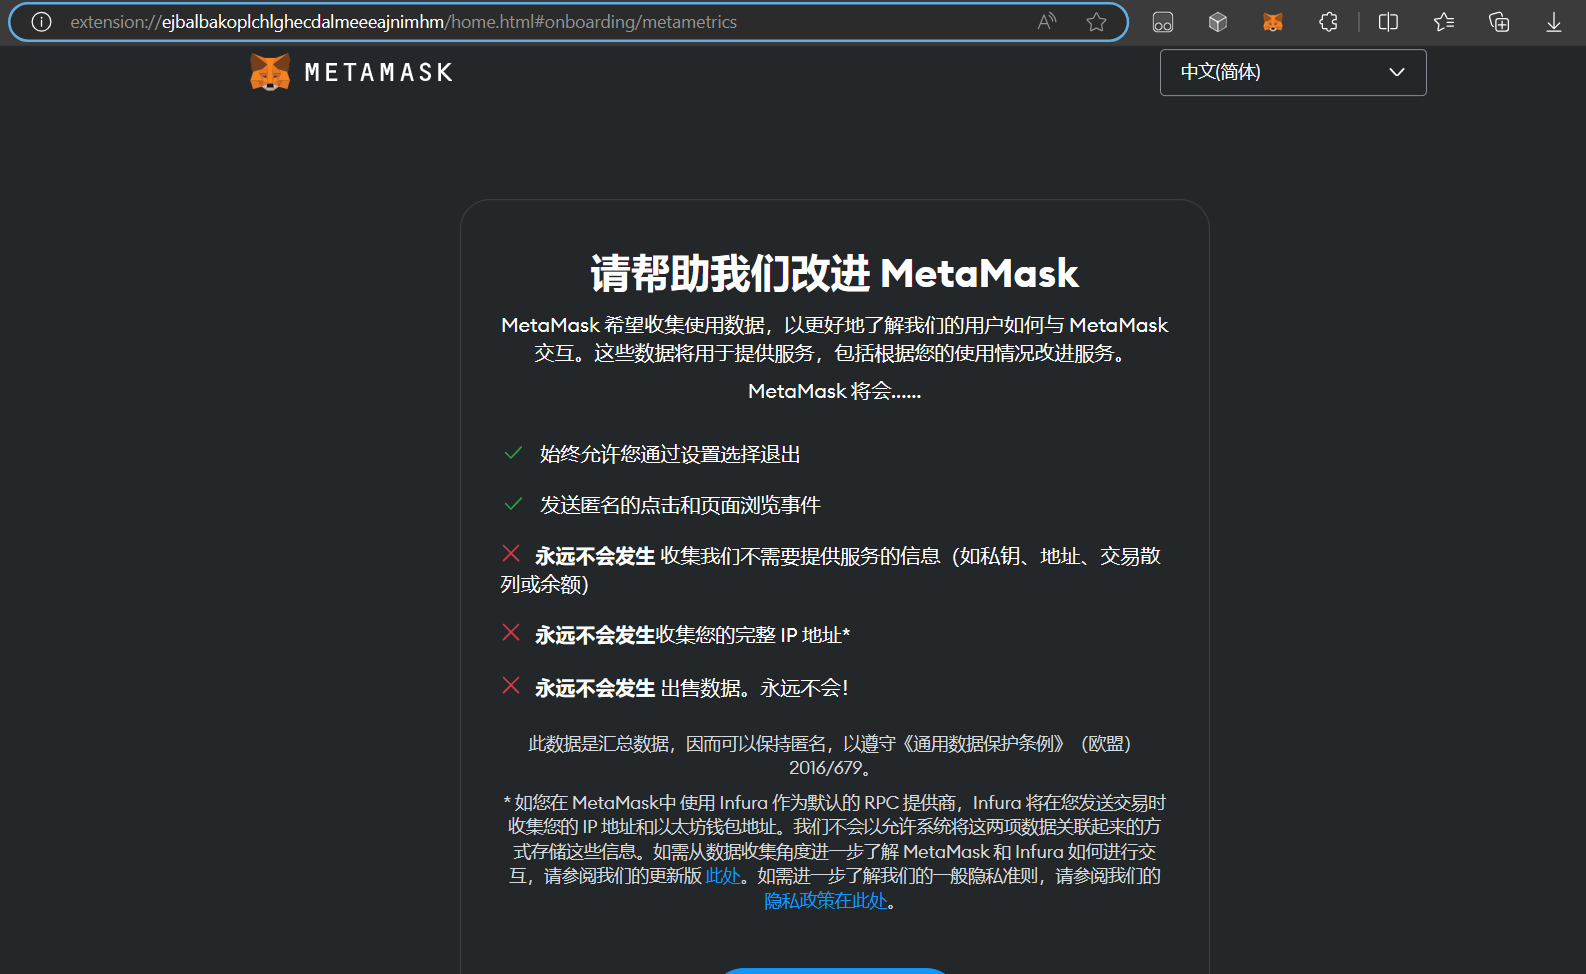 extension://ejbalbakoplchlghecdalmeeeajnimhm/home.html#onboarding/metametrics
METAMASK
中文(简体)
请帮助我们改进 MetaMask
MetaMask 希望收集使用数据，以更好地了解我们的用户如何与 MetaMask
交互。这些数据将用于提供服务，包括根据您的使用情况改进服务。
MetaMask 将会......
始终允许您通过设置选择退出
发送匿名的点击和页面浏览事件
永远不会发生 收集我们不需要提供服务的信息（如私钥、地址、交易散
列或余额）
永远不会发生收集您的完整 IP 地址*
永远不会发生 出售数据。永远不会！
此数据是汇总数据，因而可以保持匿名，以遵守《通用数据保护条例》（欧盟）
2016/679。
* 如您在 MetaMask中 使用 Infura 作为默认的 RPC 提供商，Infura 将在您发送交易时
收集您的 IP 地址和以太坊钱包地址。我们不会以允许系统将这两项数据关联起来的方
式存储这些信息。如需从数据收集角度进一步了解 MetaMask 和 Infura 如何进行交
互，请参阅我们的更新版 此处。如需进一步了解我们的一般隐私准则，请参阅我们的
隐私政策在此处。